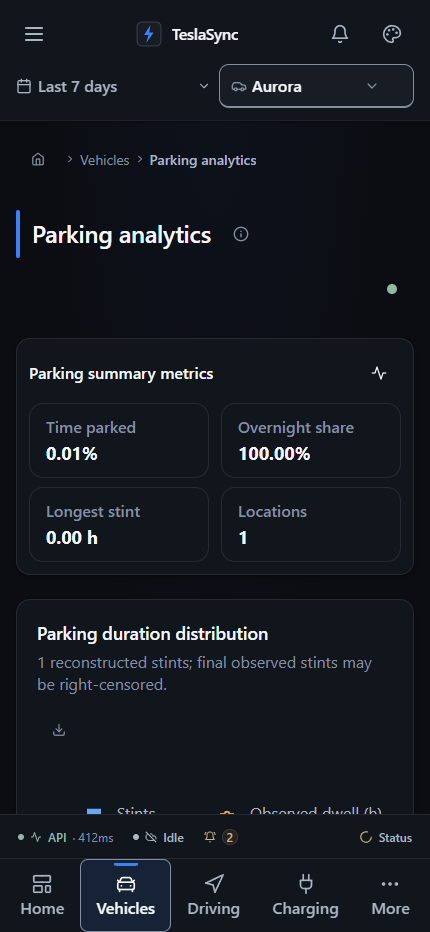 TeslaSync
Last 7 days
Aurora
Vehicles
Parking analytics
Parking analytics
Parking summary metrics
Time parked
0.01%
Overnight share
100.00%
Longest stint
0.00 h
Locations
1
Parking duration distribution
1 reconstructed stints; final observed stints may
be right-censored.
Stints
Observed dwell (h)
API · 412ms
Idle
2
Status
Home
Vehicles
Driving
Charging
More